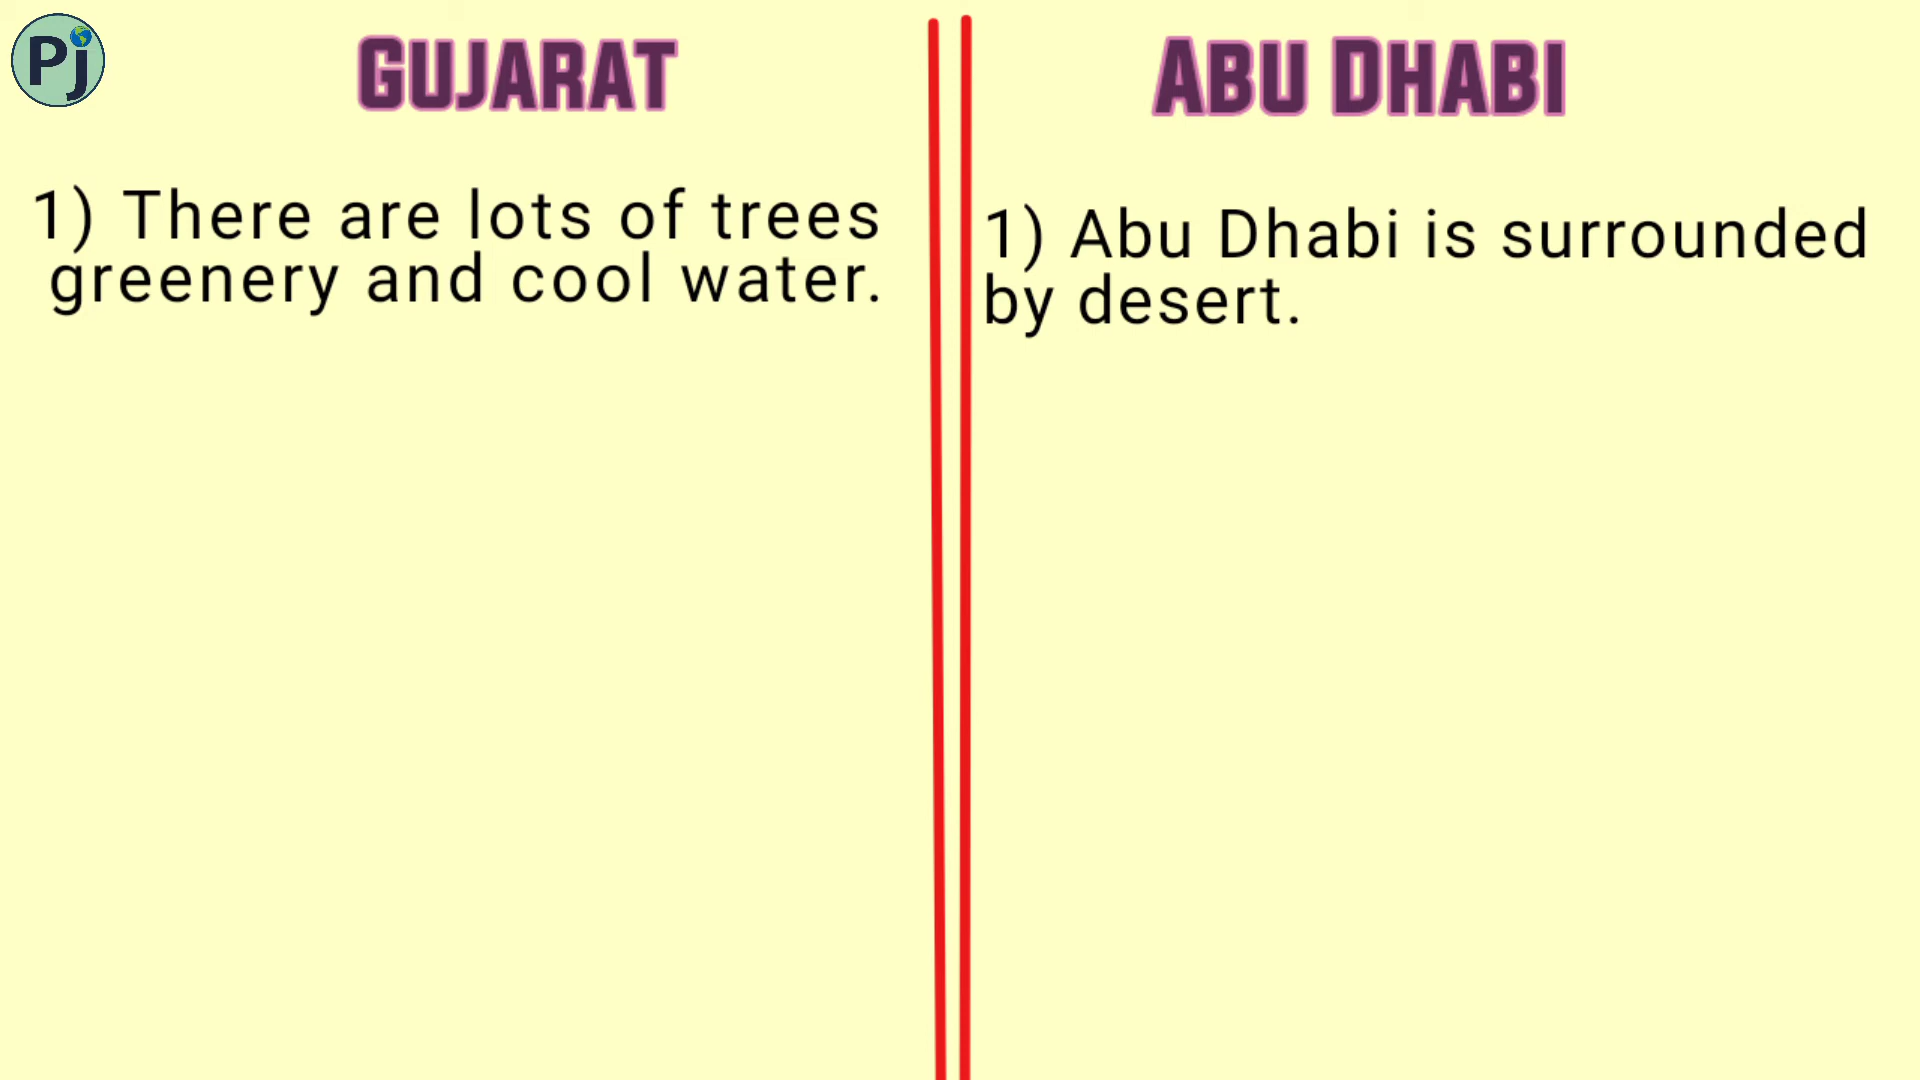 Pj
GUJARAT
1) There are lots of trees
greenery and cool water.
ABU DHABI
1) Abu Dhabi is surrounded
by desert.